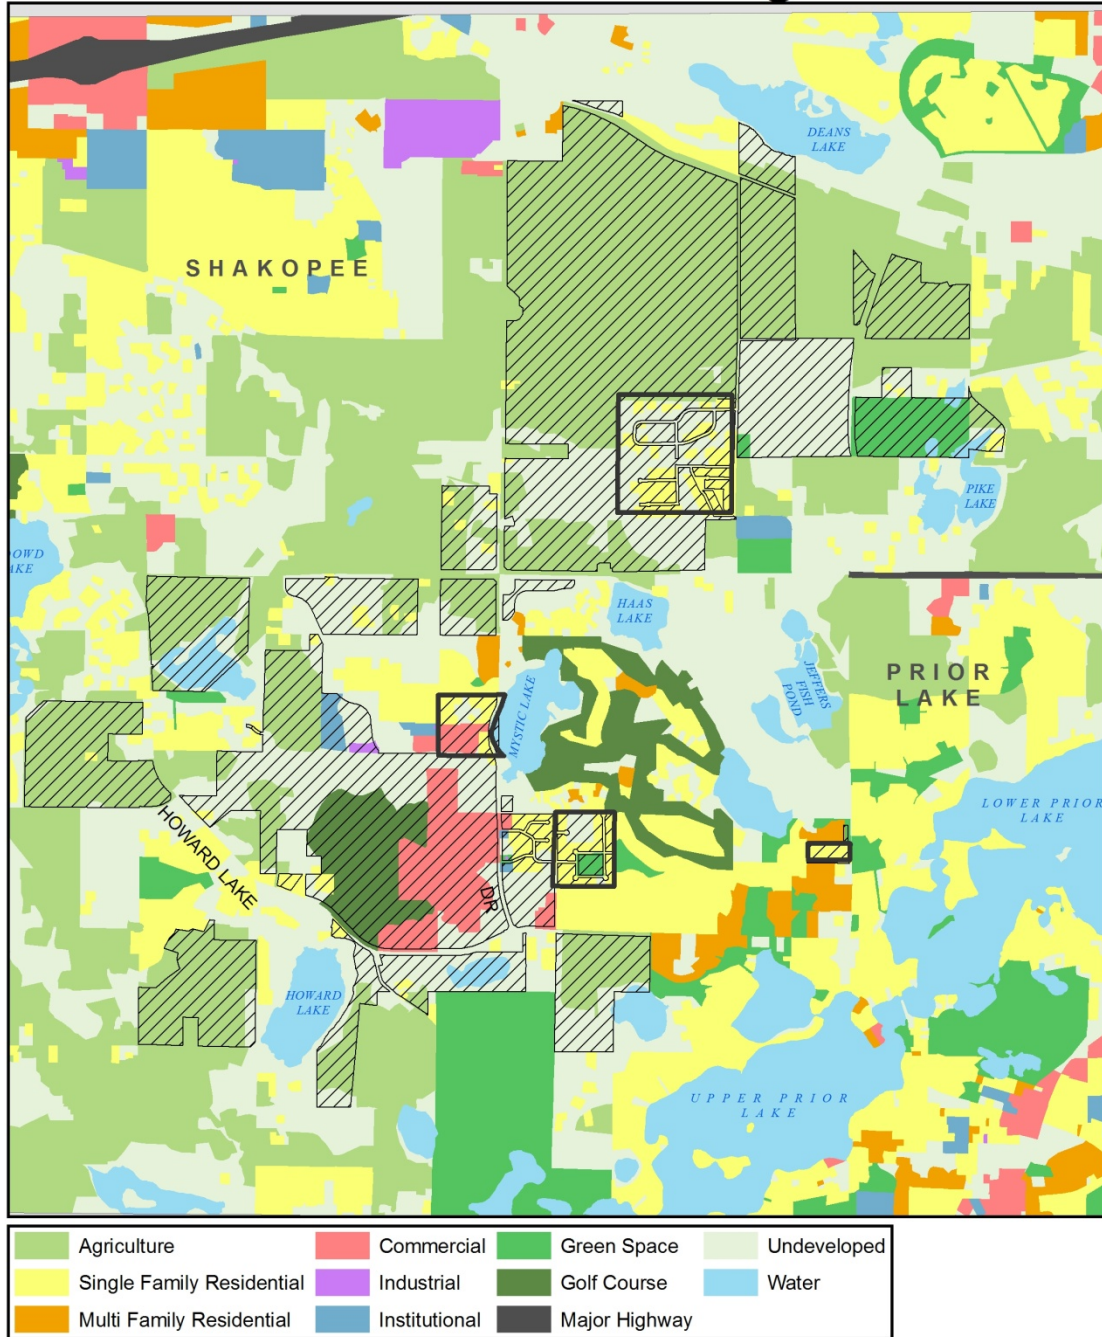 DEANS
LAKE
SHAKOPEE
PIKE
LAKE
OWD
AKE
HAAS
LAKE
JEFFERS
FISH
POND
PRIOR
LAKE
MYSTIC LAKE
LOWER PRIOR
LAKE
HOWARD LAKE
DR
HOWARD
LAKE
UPPER PRIOR
LAKE
Agriculture
Commercial
Green Space
Undeveloped
Single Family Residential
Industrial
Golf Course
Water
Multi Family Residential
Institutional
Major Highway